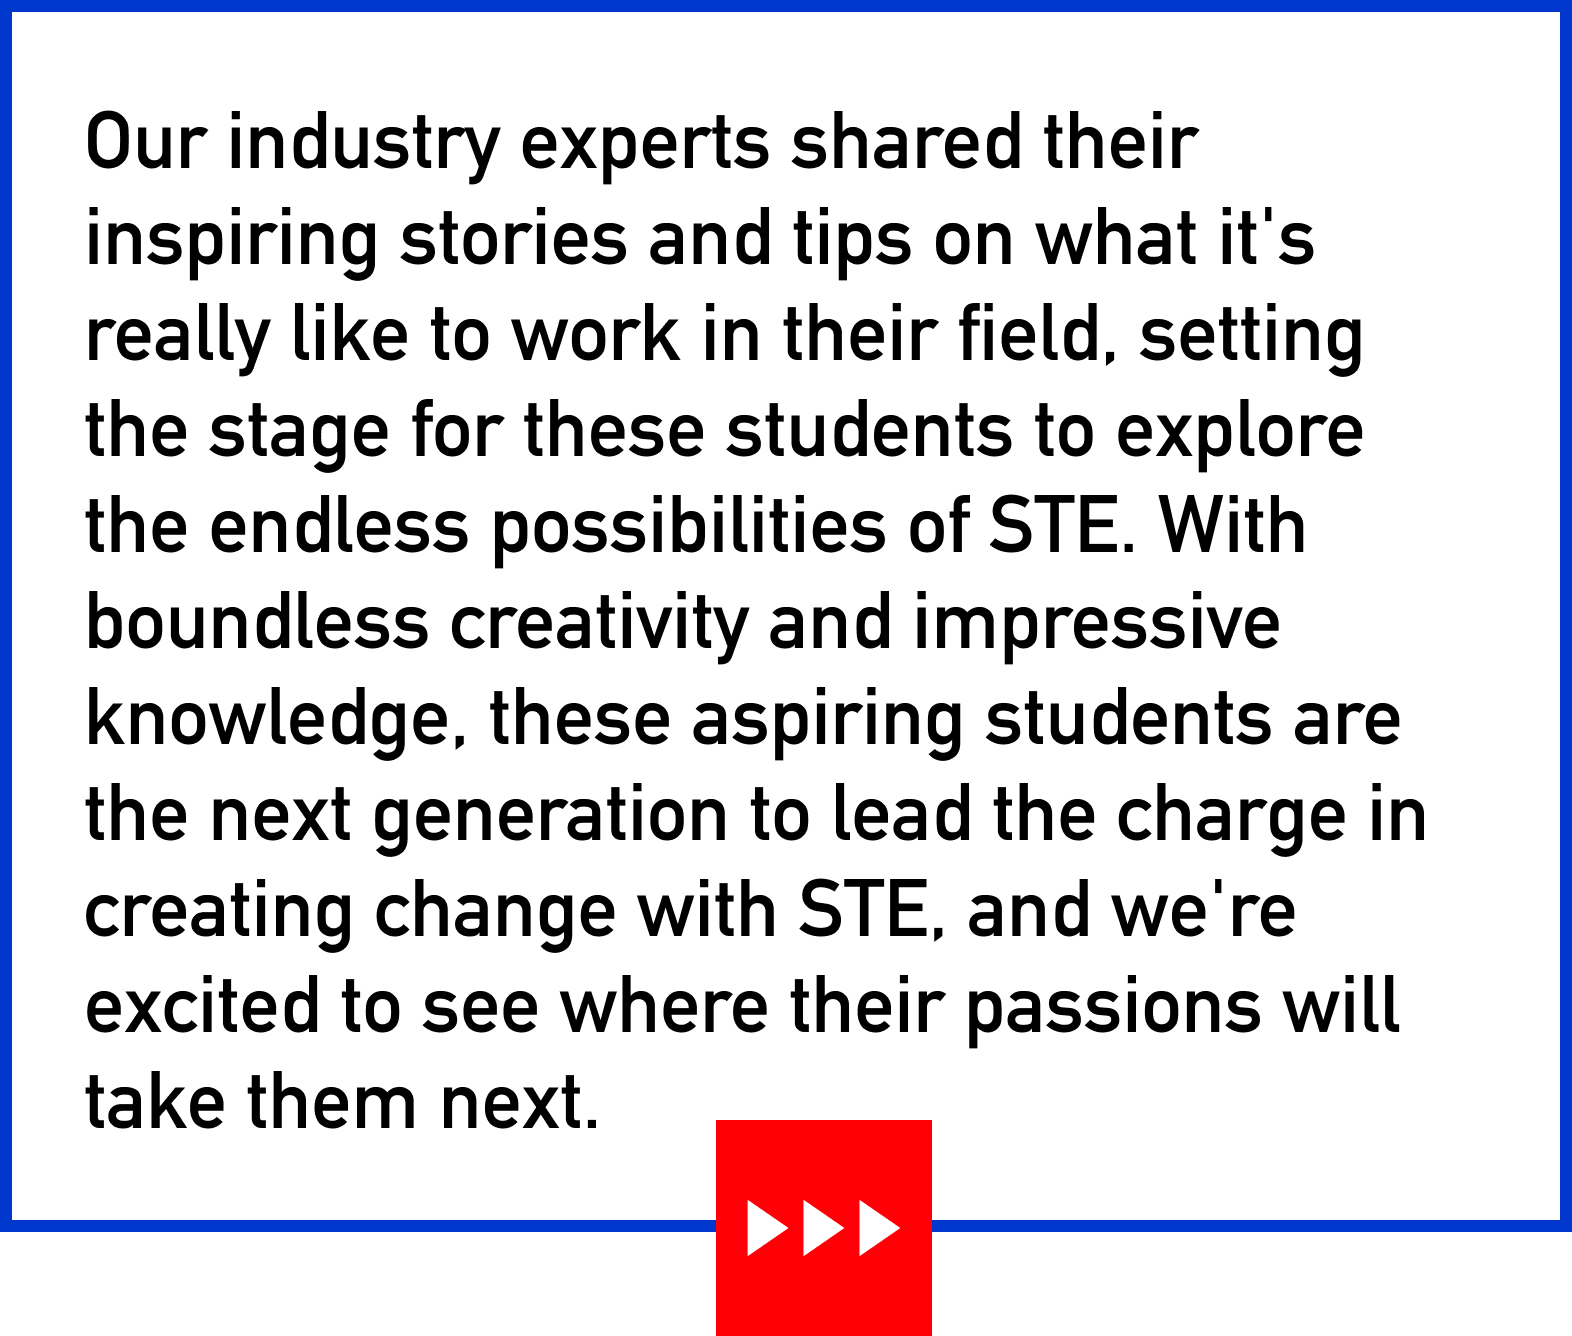 Our industry experts shared their
inspiring stories and tips on what it's
really like to work in their field, setting
the stage for these students to explore
the endless possibilities of STE. With
boundless creativity and impressive
knowledge, these aspiring students are
the next generation to lead the charge in
creating change with STE, and we're
excited to see where their passions will
take them next.